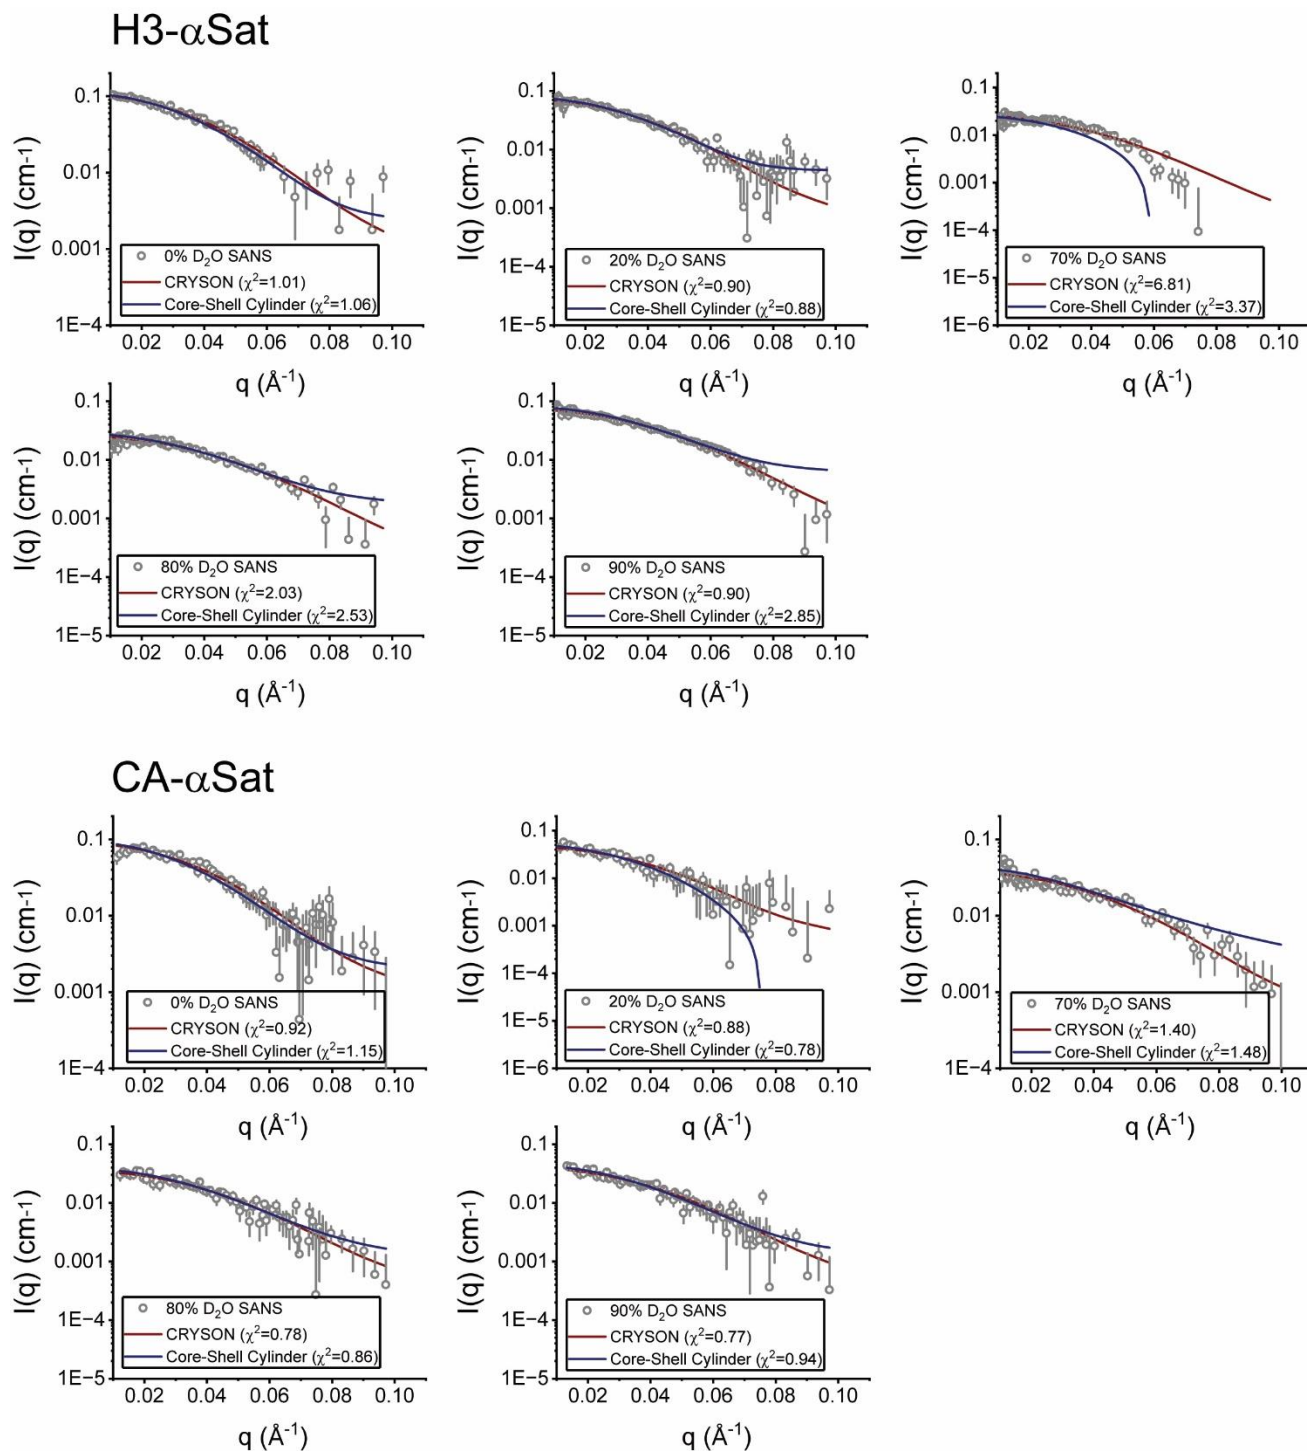 H3-αSat
I(q) (cm⁻¹)
0.1
0.01
0.001
1E−4
0% D₂O SANS
CRYSON (χ²=1.01)
Core-Shell Cylinder (χ²=1.06)
0.02 0.04 0.06 0.08 0.10
q (Å⁻¹)
I(q) (cm⁻¹)
0.1
0.01
0.001
1E−4
1E−5
20% D₂O SANS
CRYSON (χ²=0.90)
Core-Shell Cylinder (χ²=0.88)
0.02 0.04 0.06 0.08 0.10
q (Å⁻¹)
I(q) (cm⁻¹)
0.1
0.01
0.001
1E−4
1E−5
1E−6
70% D₂O SANS
CRYSON (χ²=6.81)
Core-Shell Cylinder (χ²=3.37)
0.02 0.04 0.06 0.08 0.10
q (Å⁻¹)
I(q) (cm⁻¹)
0.1
0.01
0.001
1E−4
1E−5
80% D₂O SANS
CRYSON (χ²=2.03)
Core-Shell Cylinder (χ²=2.53)
0.02 0.04 0.06 0.08 0.10
q (Å⁻¹)
I(q) (cm⁻¹)
0.1
0.01
0.001
1E−4
1E−5
90% D₂O SANS
CRYSON (χ²=0.90)
Core-Shell Cylinder (χ²=2.85)
0.02 0.04 0.06 0.08 0.10
q (Å⁻¹)
CA-αSat
I(q) (cm⁻¹)
0.1
0.01
0.001
1E−4
0% D₂O SANS
CRYSON (χ²=0.92)
Core-Shell Cylinder (χ²=1.15)
0.02 0.04 0.06 0.08 0.10
q (Å⁻¹)
I(q) (cm⁻¹)
0.1
0.01
0.001
1E−4
1E−5
1E−6
20% D₂O SANS
CRYSON (χ²=0.88)
Core-Shell Cylinder (χ²=0.78)
0.02 0.04 0.06 0.08 0.10
q (Å⁻¹)
I(q) (cm⁻¹)
0.1
0.01
0.001
1E−4
70% D₂O SANS
CRYSON (χ²=1.40)
Core-Shell Cylinder (χ²=1.48)
0.02 0.04 0.06 0.08 0.10
q (Å⁻¹)
I(q) (cm⁻¹)
0.1
0.01
0.001
1E−4
1E−5
80% D₂O SANS
CRYSON (χ²=0.78)
Core-Shell Cylinder (χ²=0.86)
0.02 0.04 0.06 0.08 0.10
q (Å⁻¹)
I(q) (cm⁻¹)
0.1
0.01
0.001
1E−4
1E−5
90% D₂O SANS
CRYSON (χ²=0.77)
Core-Shell Cylinder (χ²=0.94)
0.02 0.04 0.06 0.08 0.10
q (Å⁻¹)